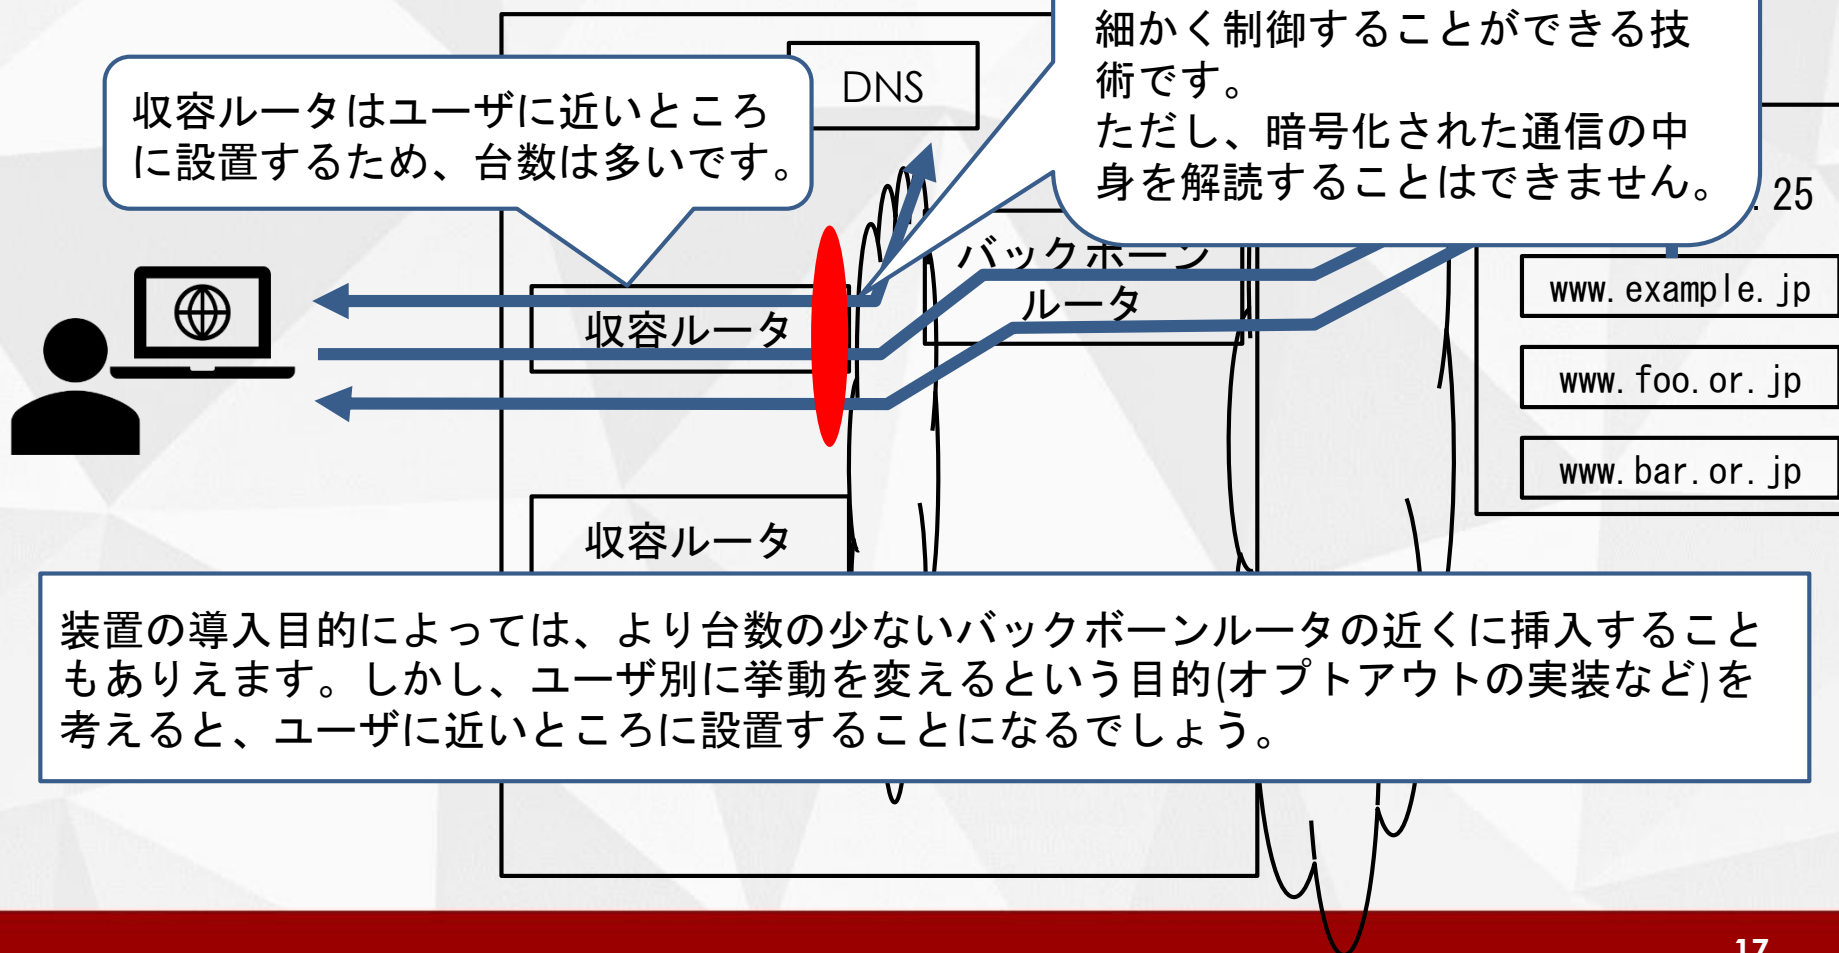 細かく制御することができる技
術です。
ただし、暗号化された通信の中
身を解読することはできません。
DNS
収容ルータはユーザに近いところ
に設置するため、台数は多いです。
.25
バックボーン
ルータ
www.example.jp
収容ルータ
www.foo.or.jp
www.bar.or.jp
収容ルータ
装置の導入目的によっては、より台数の少ないバックボーンルータの近くに挿入すること
もありえます。しかし、ユーザ別に挙動を変えるという目的(オプトアウトの実装など)を
考えると、ユーザに近いところに設置することになるでしょう。
17